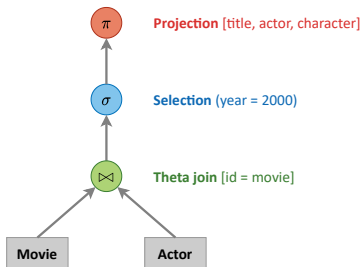 π Projection [title, actor, character]
σ Selection (year = 2000)
⋈ Theta join [id = movie]
Movie Actor